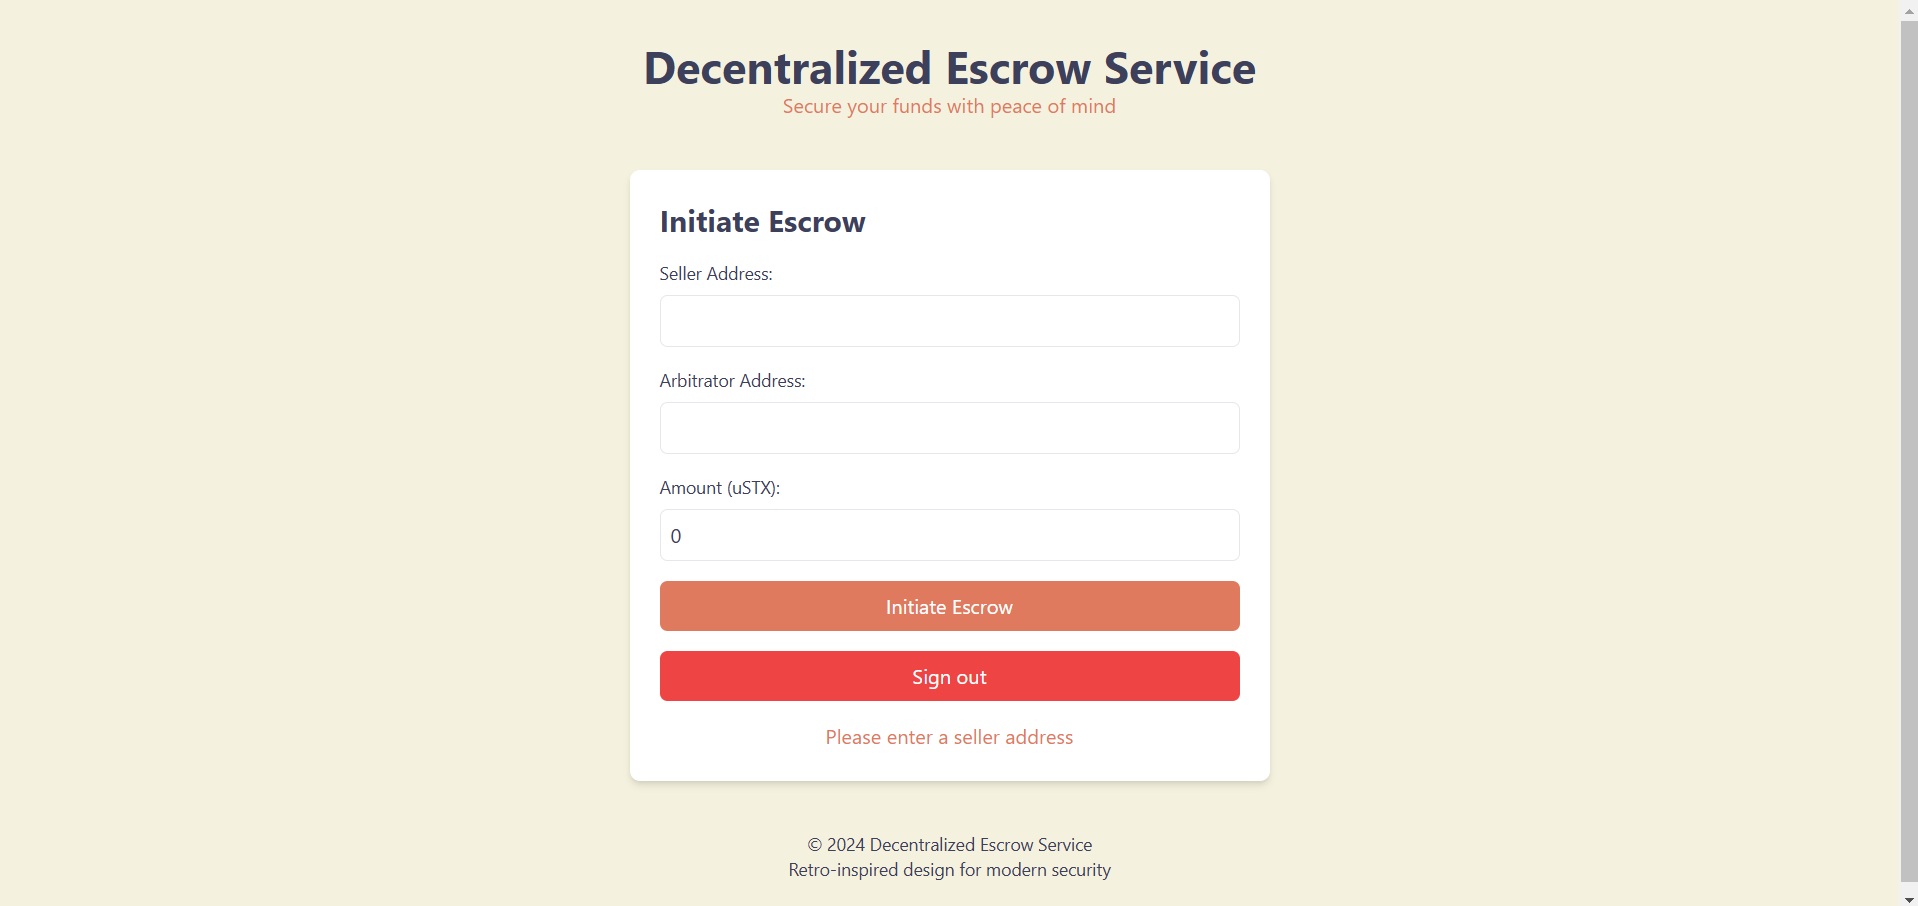 Decentralized Escrow Service
Secure your funds with peace of mind
Initiate Escrow
Seller Address:
Arbitrator Address:
Amount (uSTX):
0
Initiate Escrow
Sign out
Please enter a seller address
© 2024 Decentralized Escrow Service
Retro-inspired design for modern security